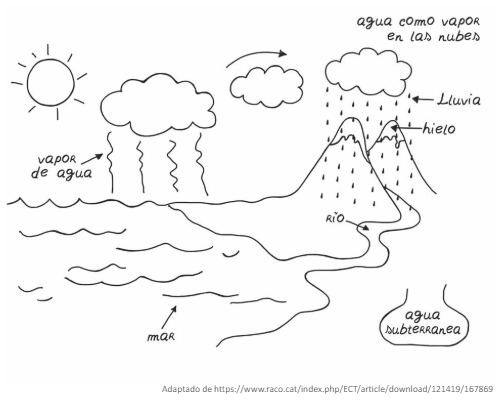 agua como vapor
en las nubes
Lluvia
hielo
vapor
de agua
RÍO
agua
subterranea
mar
Adaptado de https://www.raco.cat/index.php/ECT/article/download/121419/167869